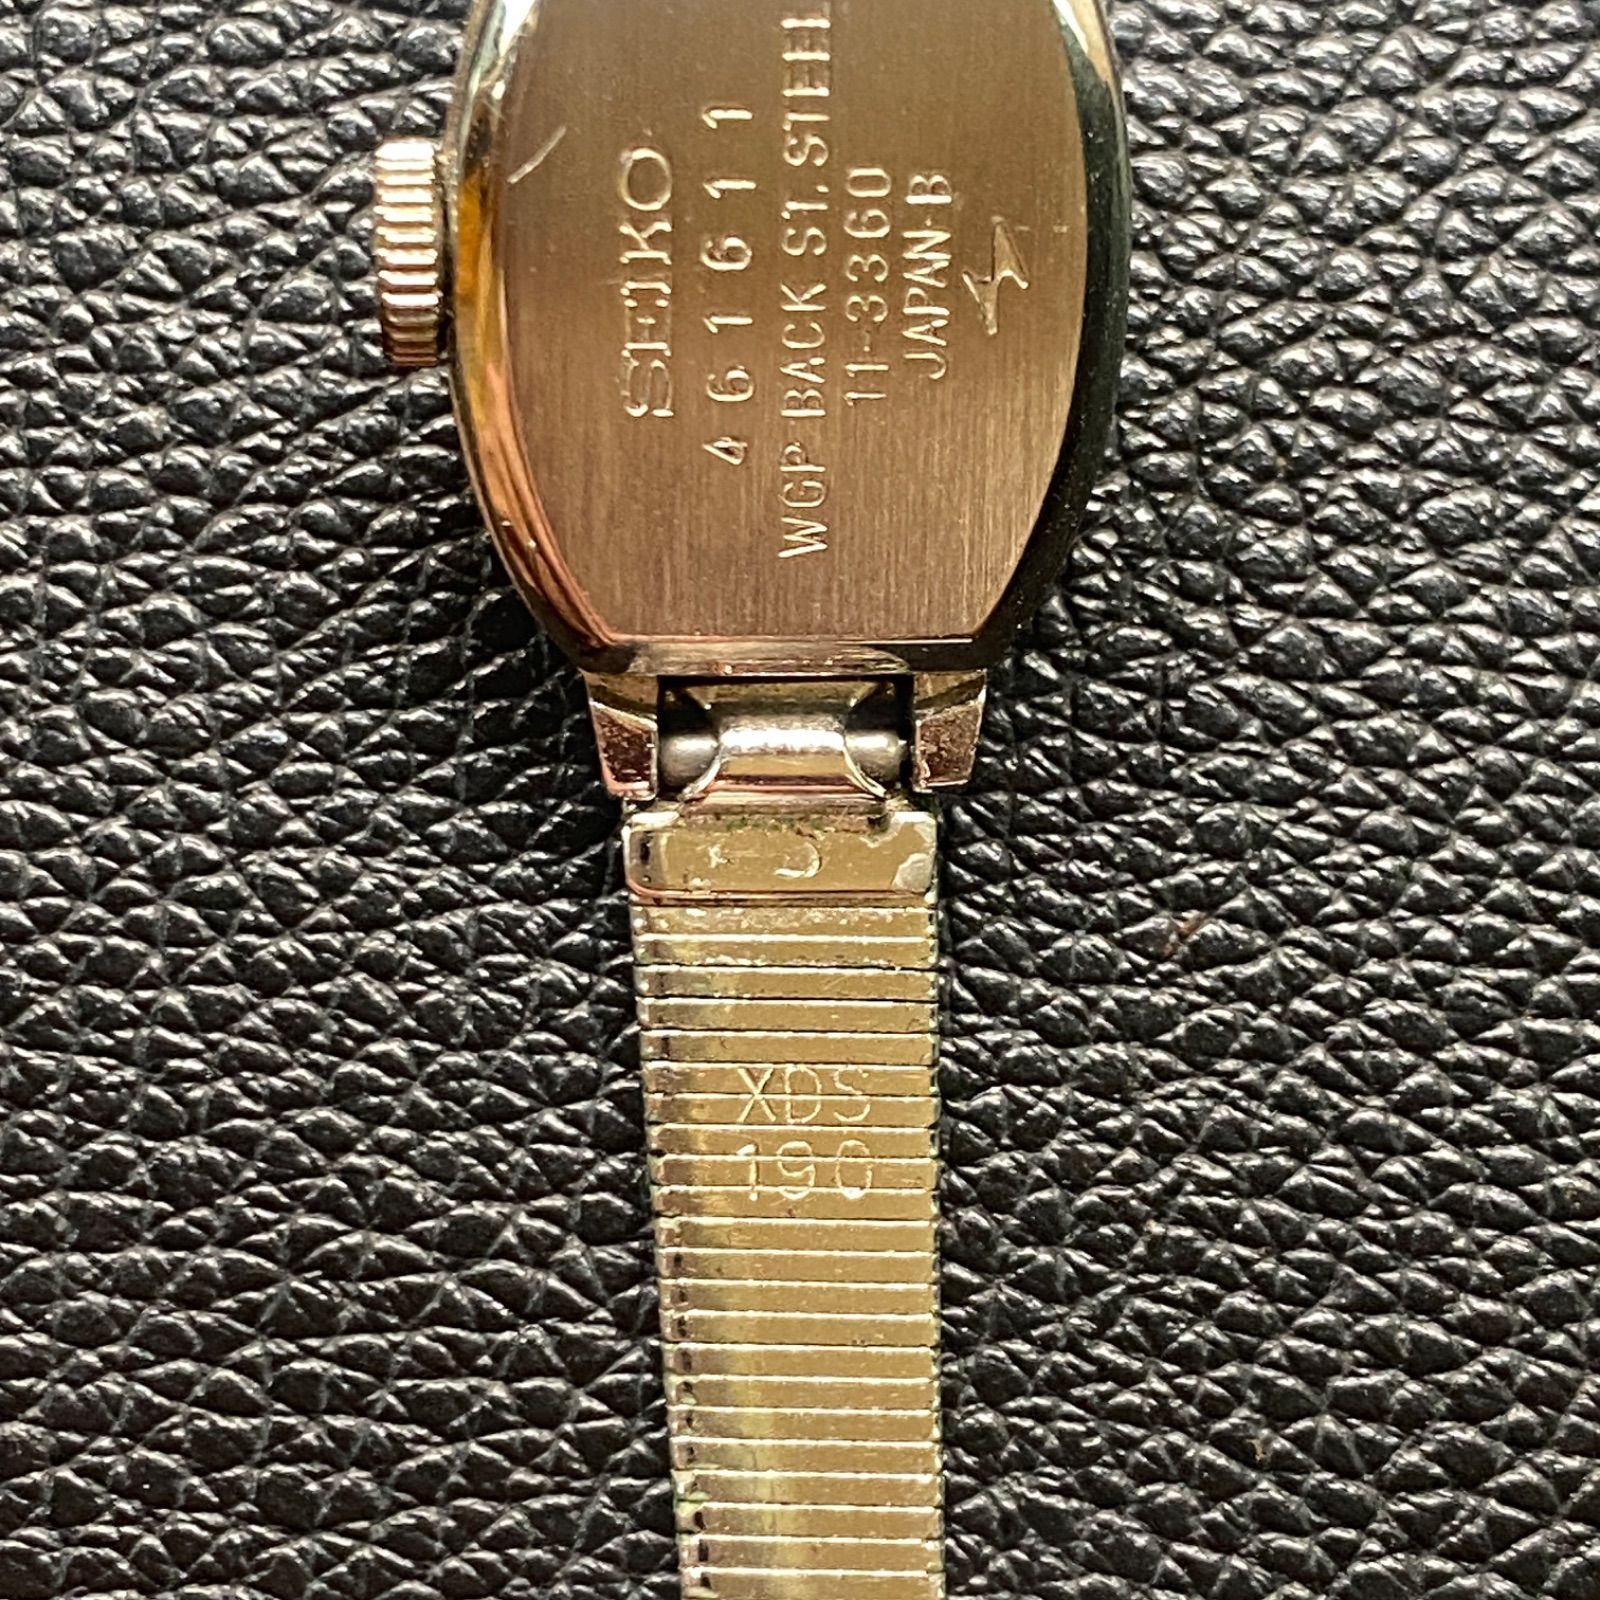 SEIKO
461611
WGP BACK ST. STEEL
11-3360
JAPAN-B
XDS
190